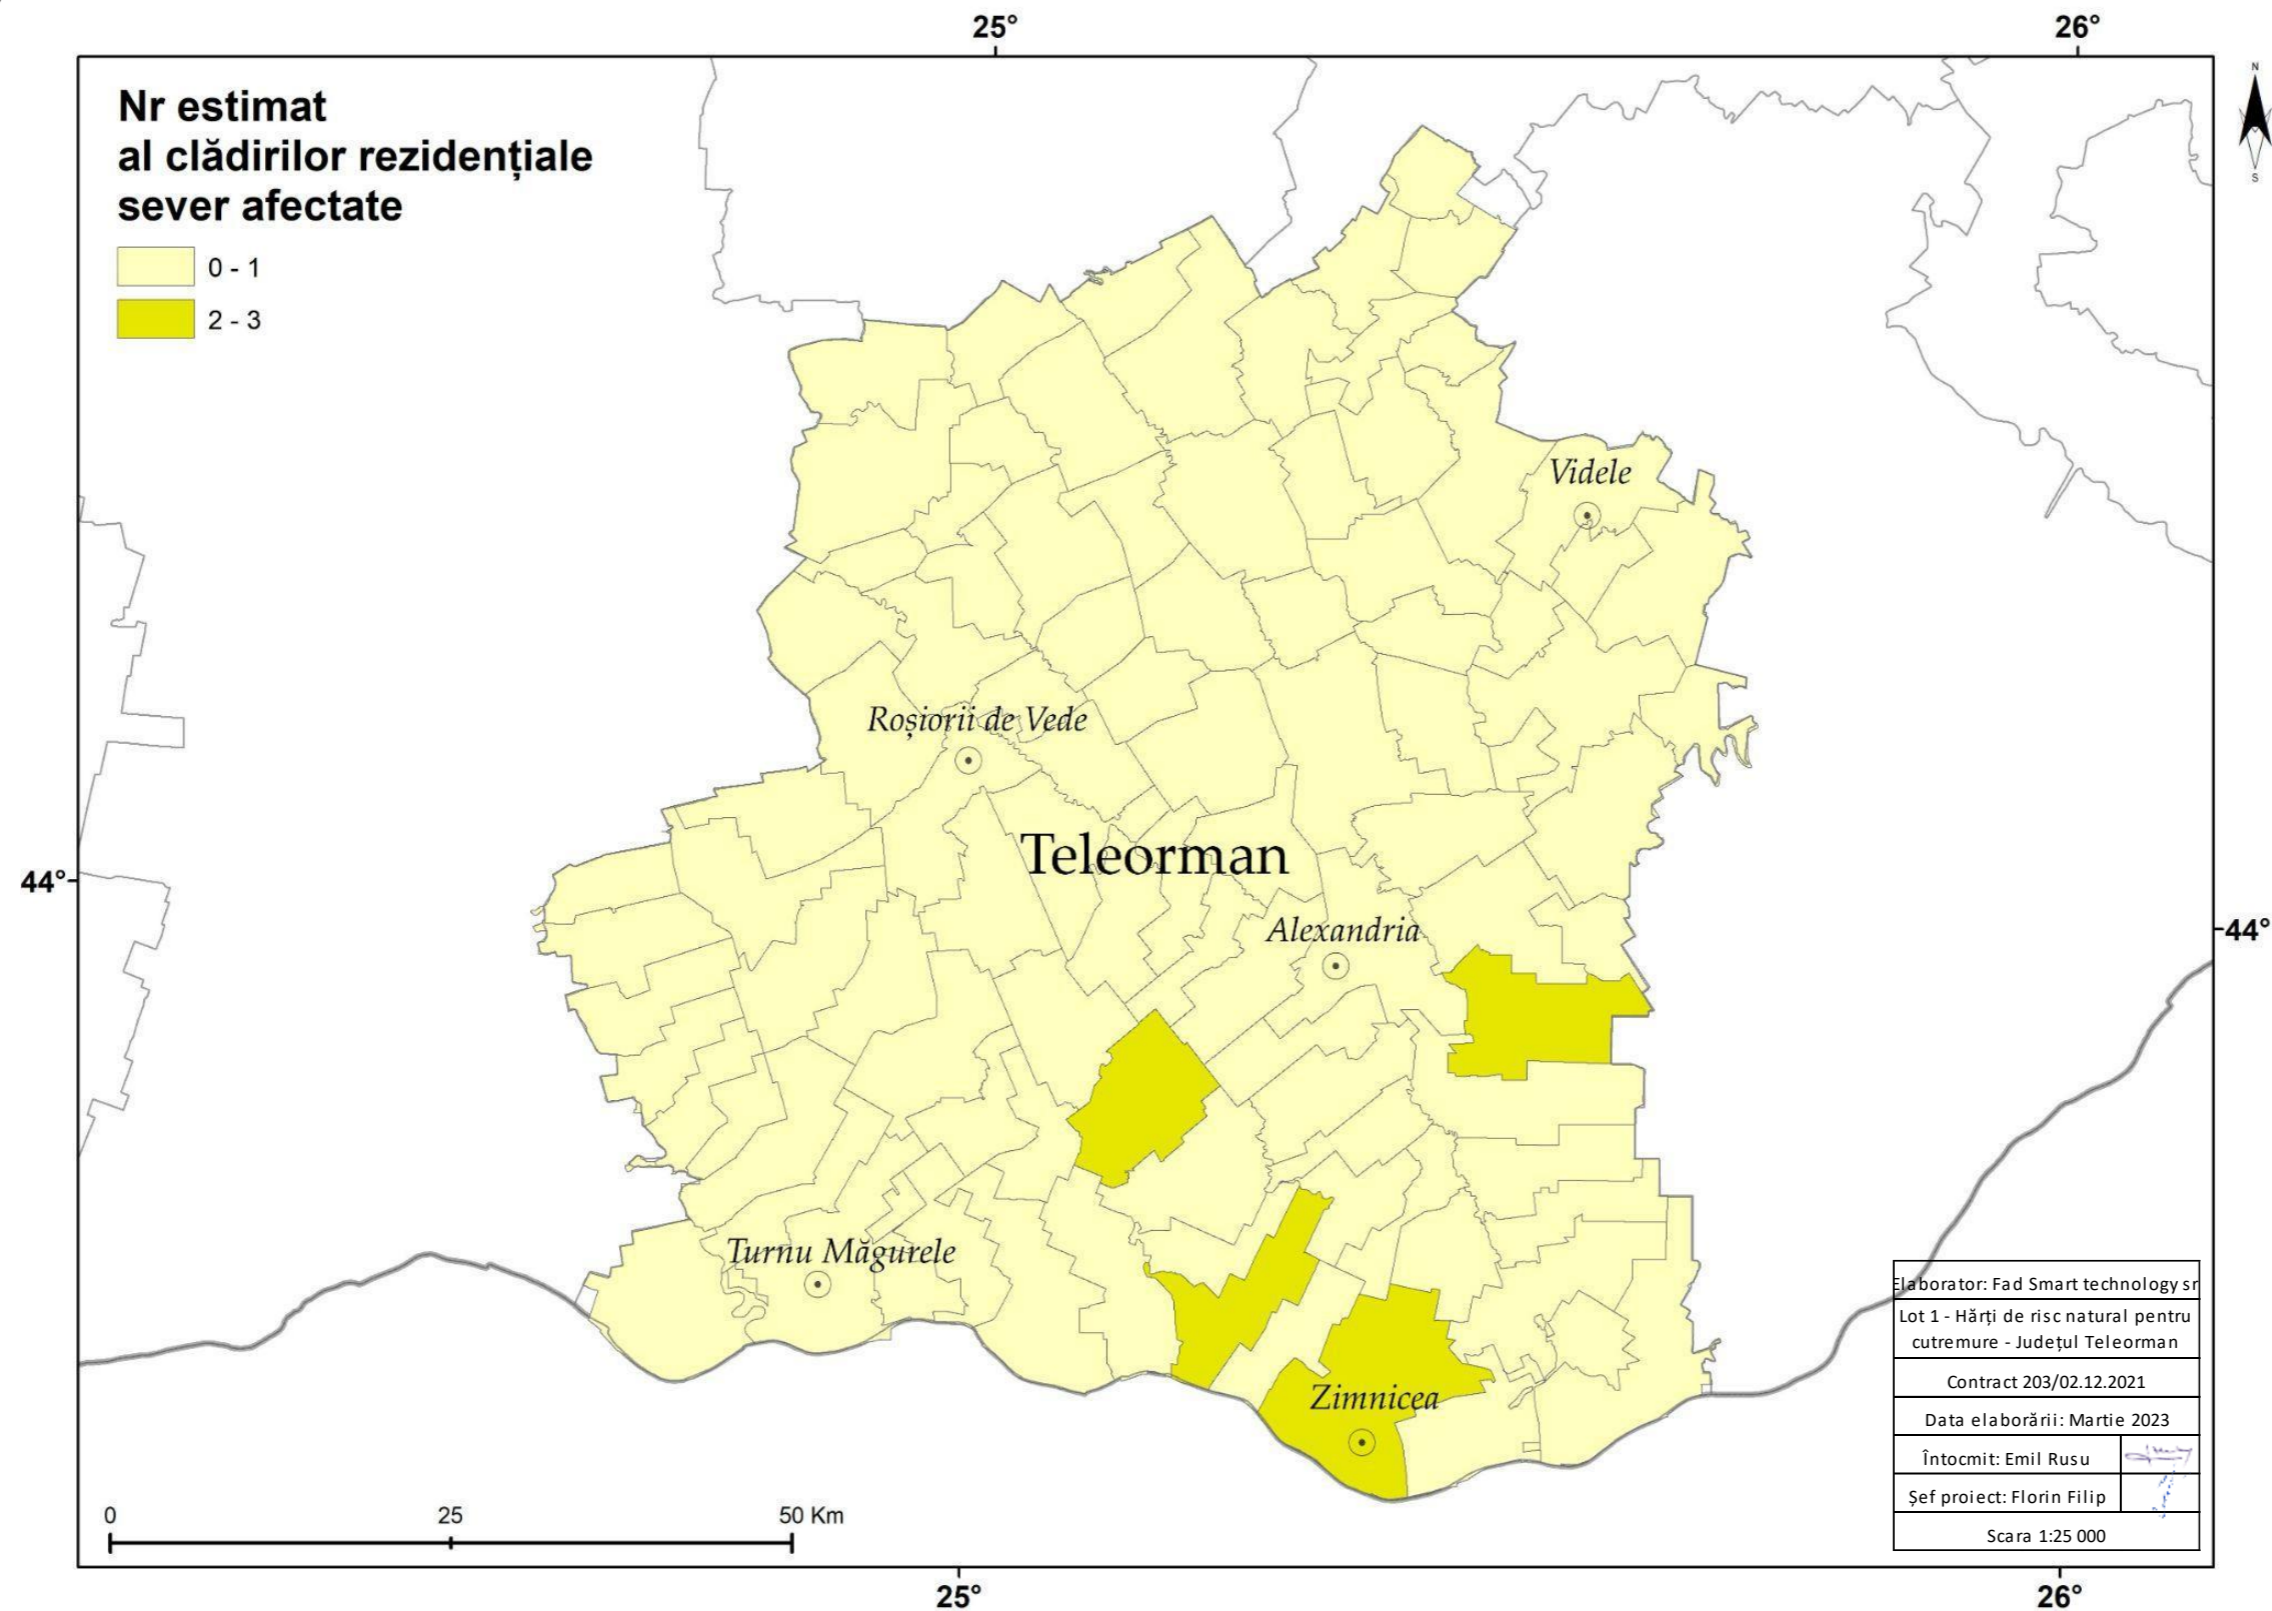 25°
26°
N
S
Nr estimat
al clădirilor rezidențiale
sever afectate
0 - 1
2 - 3
Videle
Roșiorii de Vede
Teleorman
44°
Alexandria
44°
Turnu Măgurele
Zimnicea
Elaborator: Fad Smart technology sr
Lot 1 - Hărți de risc natural pentru
cutremure - Județul Teleorman
Contract 203/02.12.2021
Data elaborării: Martie 2023
Întocmit: Emil Rusu
Șef proiect: Florin Filip
Scara 1:25 000
0
25
50 Km
25°
26°